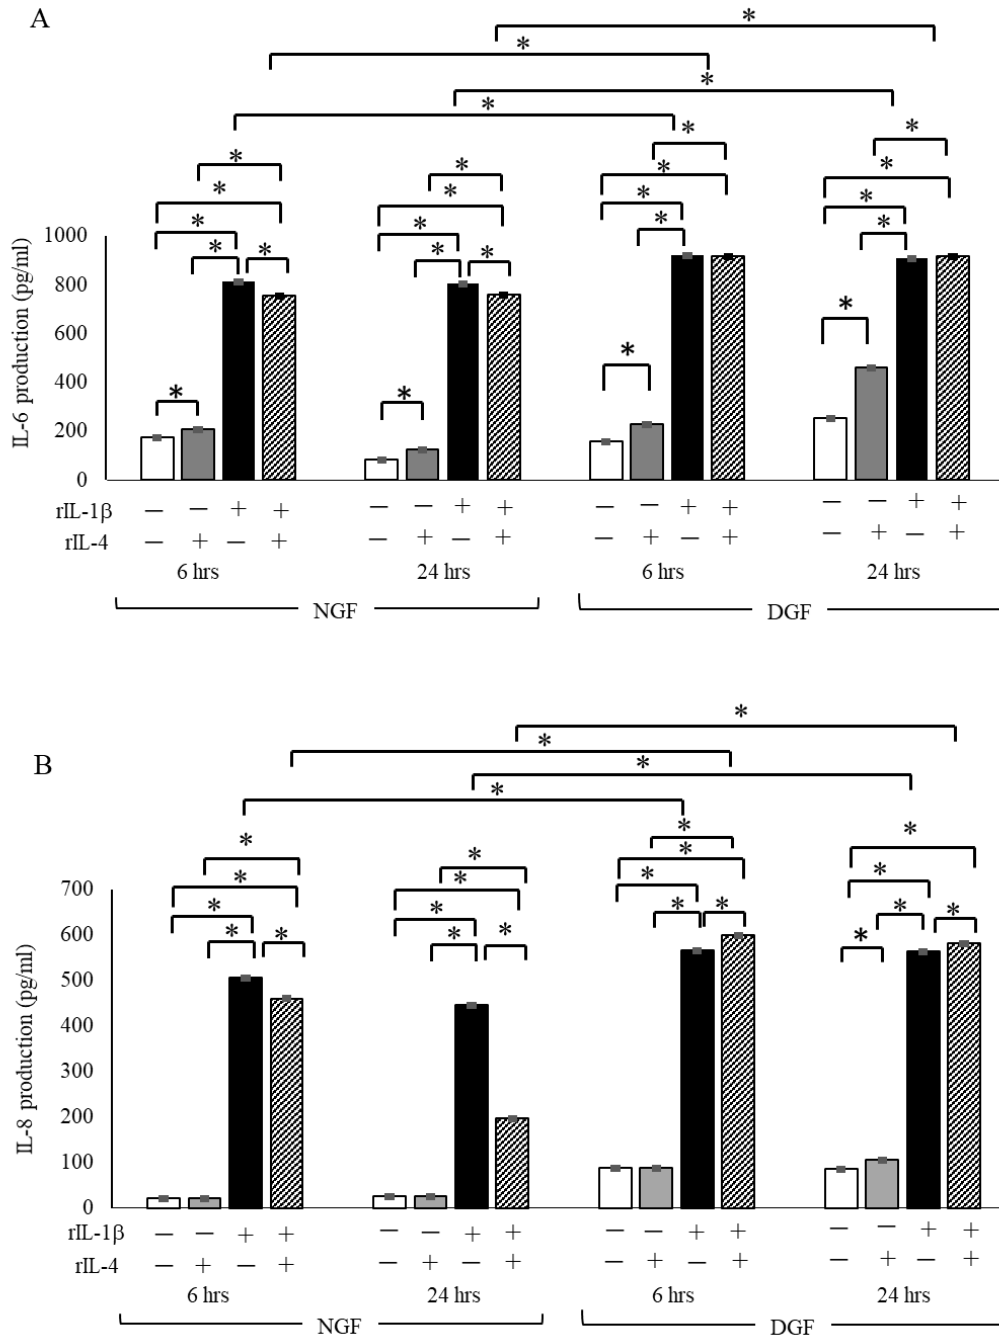 A
* * * *
* * * *
* * * * * * * *
* * * * * * * *
* * * *
IL-6 production (pg/ml)
1000
800
600
400
200
0
rIL-1β — — + + — — + + — — + + — — + +
rIL-4 — + — + — + — + — + — + — + — +
6 hrs 24 hrs 6 hrs 24 hrs
NGF DGF
B
* * * *
* * * *
* * * * * * * *
* * * * * * * *
*
IL-8 production (pg/ml)
700
600
500
400
300
200
100
0
rIL-1β — — + + — — + + — — + + — — + +
rIL-4 — + — + — + — + — + — + — + — +
6 hrs 24 hrs 6 hrs 24 hrs
NGF DGF